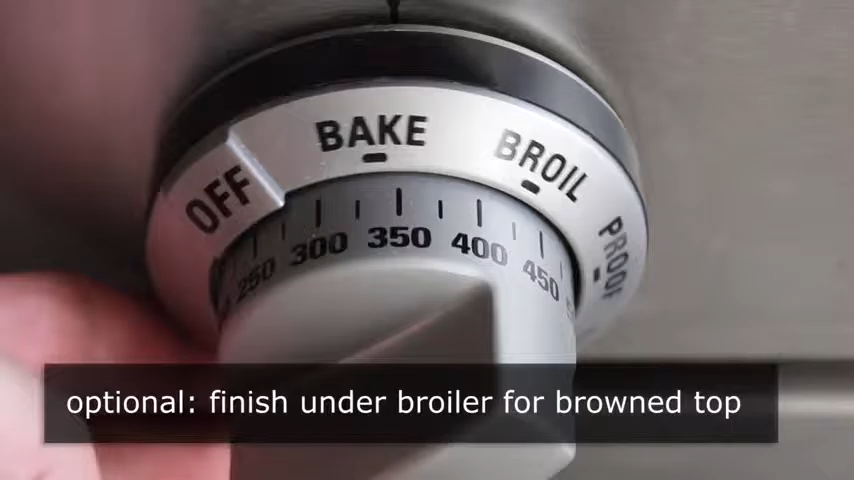 OFF
BAKE
BROIL
PROOF
250
300
350
400
450
optional: finish under broiler for browned top